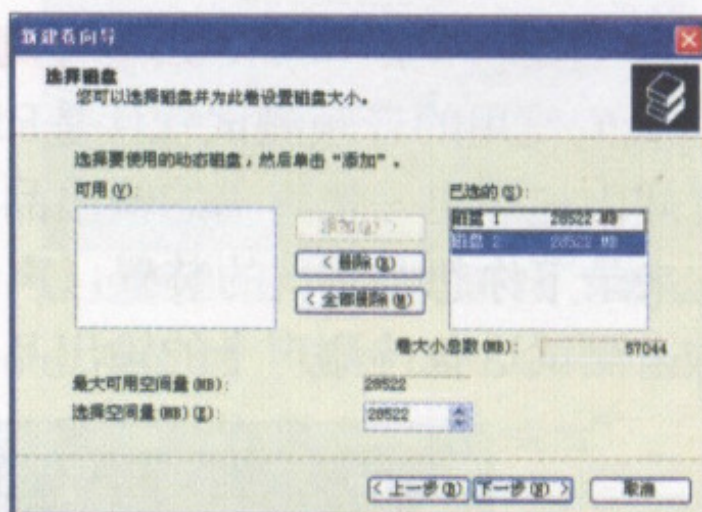 新建卷向导
选择磁盘
您可以选择磁盘并为此卷设置磁盘大小。
选择要使用的动态磁盘，然后单击“添加”。
可用(V):
已选的(S):
添加(A) >
< 删除(R)
< 全部删除(M)
磁盘 1 28522 MB
磁盘 2 28522 MB
卷大小总数(MB): 57044
最大可用空间量(MB): 28522
选择空间量(MB)(E): 28522
< 上一步(B)
下一步(N) >
取消